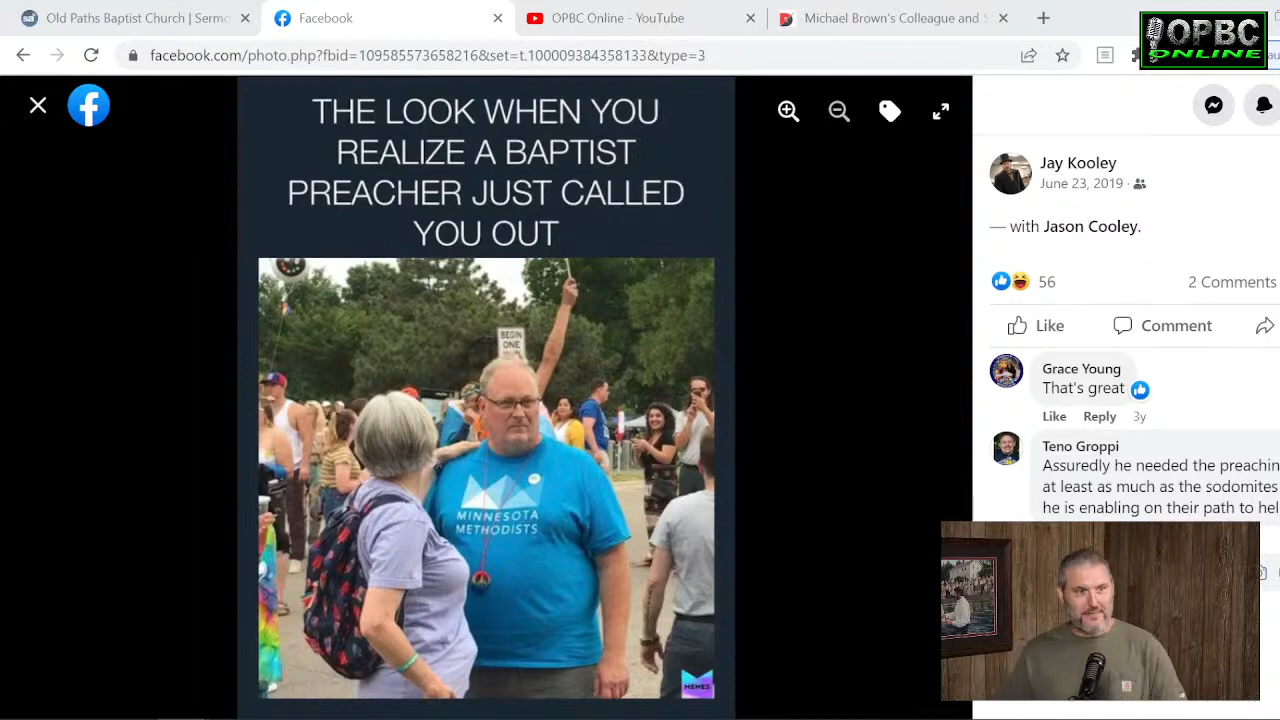 Old Paths Baptist Church | Sermo
Facebook
OPBC Online - YouTube
Michael Brown's Colleague and S
OPBC
ONLINE
facebook.com/photo.php?fbid=109585573658216&set=t.100010384358133&type=3
THE LOOK WHEN YOU
REALIZE A BAPTIST
PREACHER JUST CALLED
YOU OUT
BEGIN
ONE
MINNESOTA
METHODISTS
MEMES
Jay Kooley
June 23, 2019 ·
— with Jason Cooley.
56
2 Comments
Like
Comment
Grace Young
That's great
Like Reply 3y
Teno Groppi
Assuredly he needed the preachin
at least as much as the sodomites
he is enabling on their path to hel